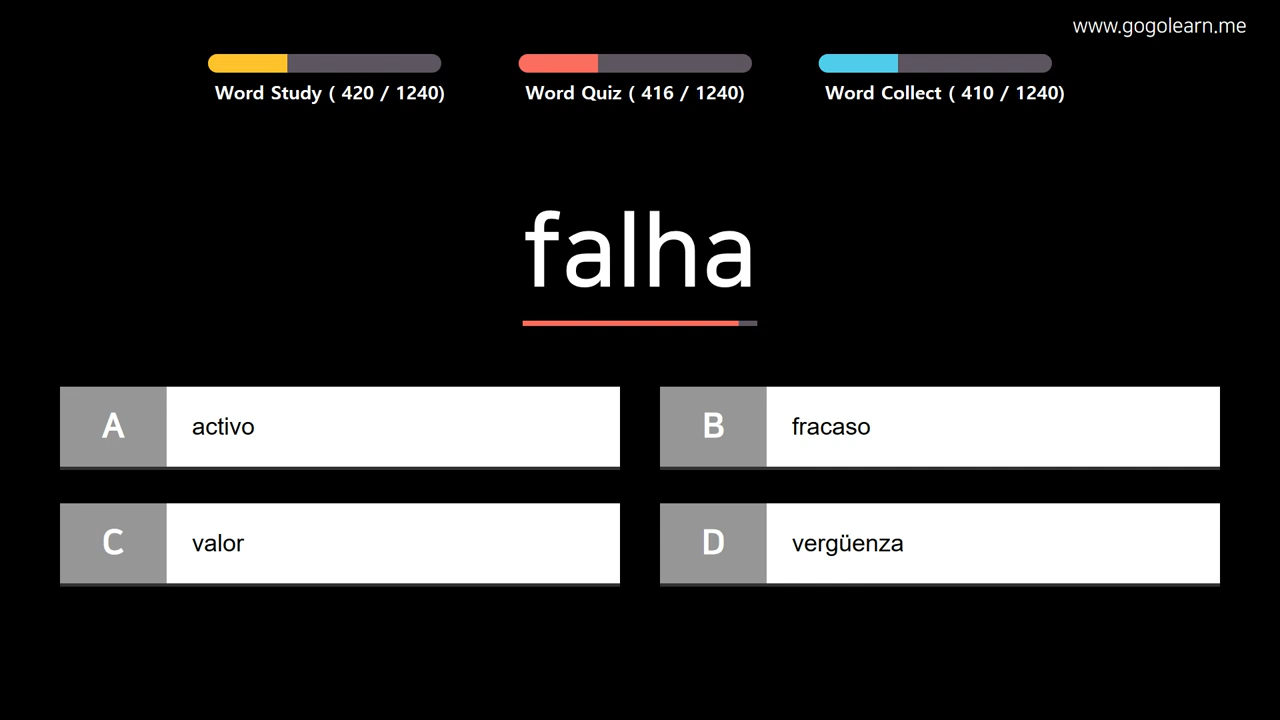 www.gogolearn.me
Word Study ( 420 / 1240)
Word Quiz ( 416 / 1240)
Word Collect ( 410 / 1240)
falha
A activo
B fracaso
C valor
D vergüenza